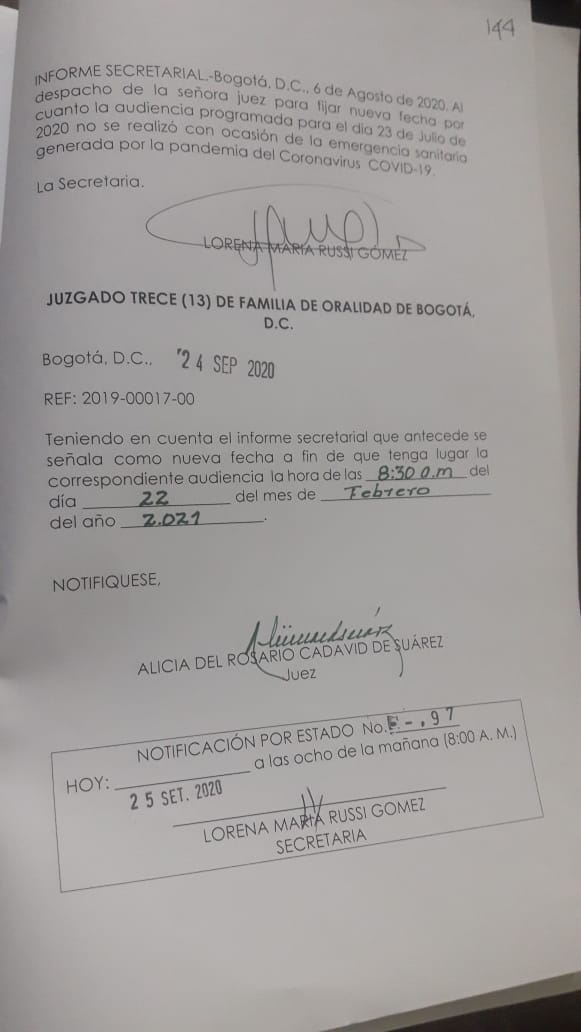 144
INFORME SECRETARIAL.-Bogotá, D.C., 6 de Agosto de 2020. Al
despacho de la señora juez para fijar nueva fecha por
cuanto la audiencia programada para el día 23 de Julio de
2020 no se realizó con ocasión de la emergencia sanitaria
generada por la pandemia del Coronavirus COVID-19.
La Secretaria.
LORENA MARIA RUSSI GOMEZ
JUZGADO TRECE (13) DE FAMILIA DE ORALIDAD DE BOGOTÁ,
D.C.
Bogotá, D.C., 24 SEP 2020
REF: 2019-00017-00
Teniendo en cuenta el informe secretarial que antecede se
señala como nueva fecha a fin de que tenga lugar la
correspondiente audiencia la hora de las 8:30 a.m del
día 22 del mes de Febrero
del año 2.021.
NOTIFIQUESE,
ALICIA DEL ROSARIO CADAVID DE SUÁREZ
Juez
NOTIFICACIÓN POR ESTADO No. E-.97
HOY: 25 SET. 2020 a las ocho de la mañana (8:00 A. M.)
LORENA MARIA RUSSI GOMEZ
SECRETARIA